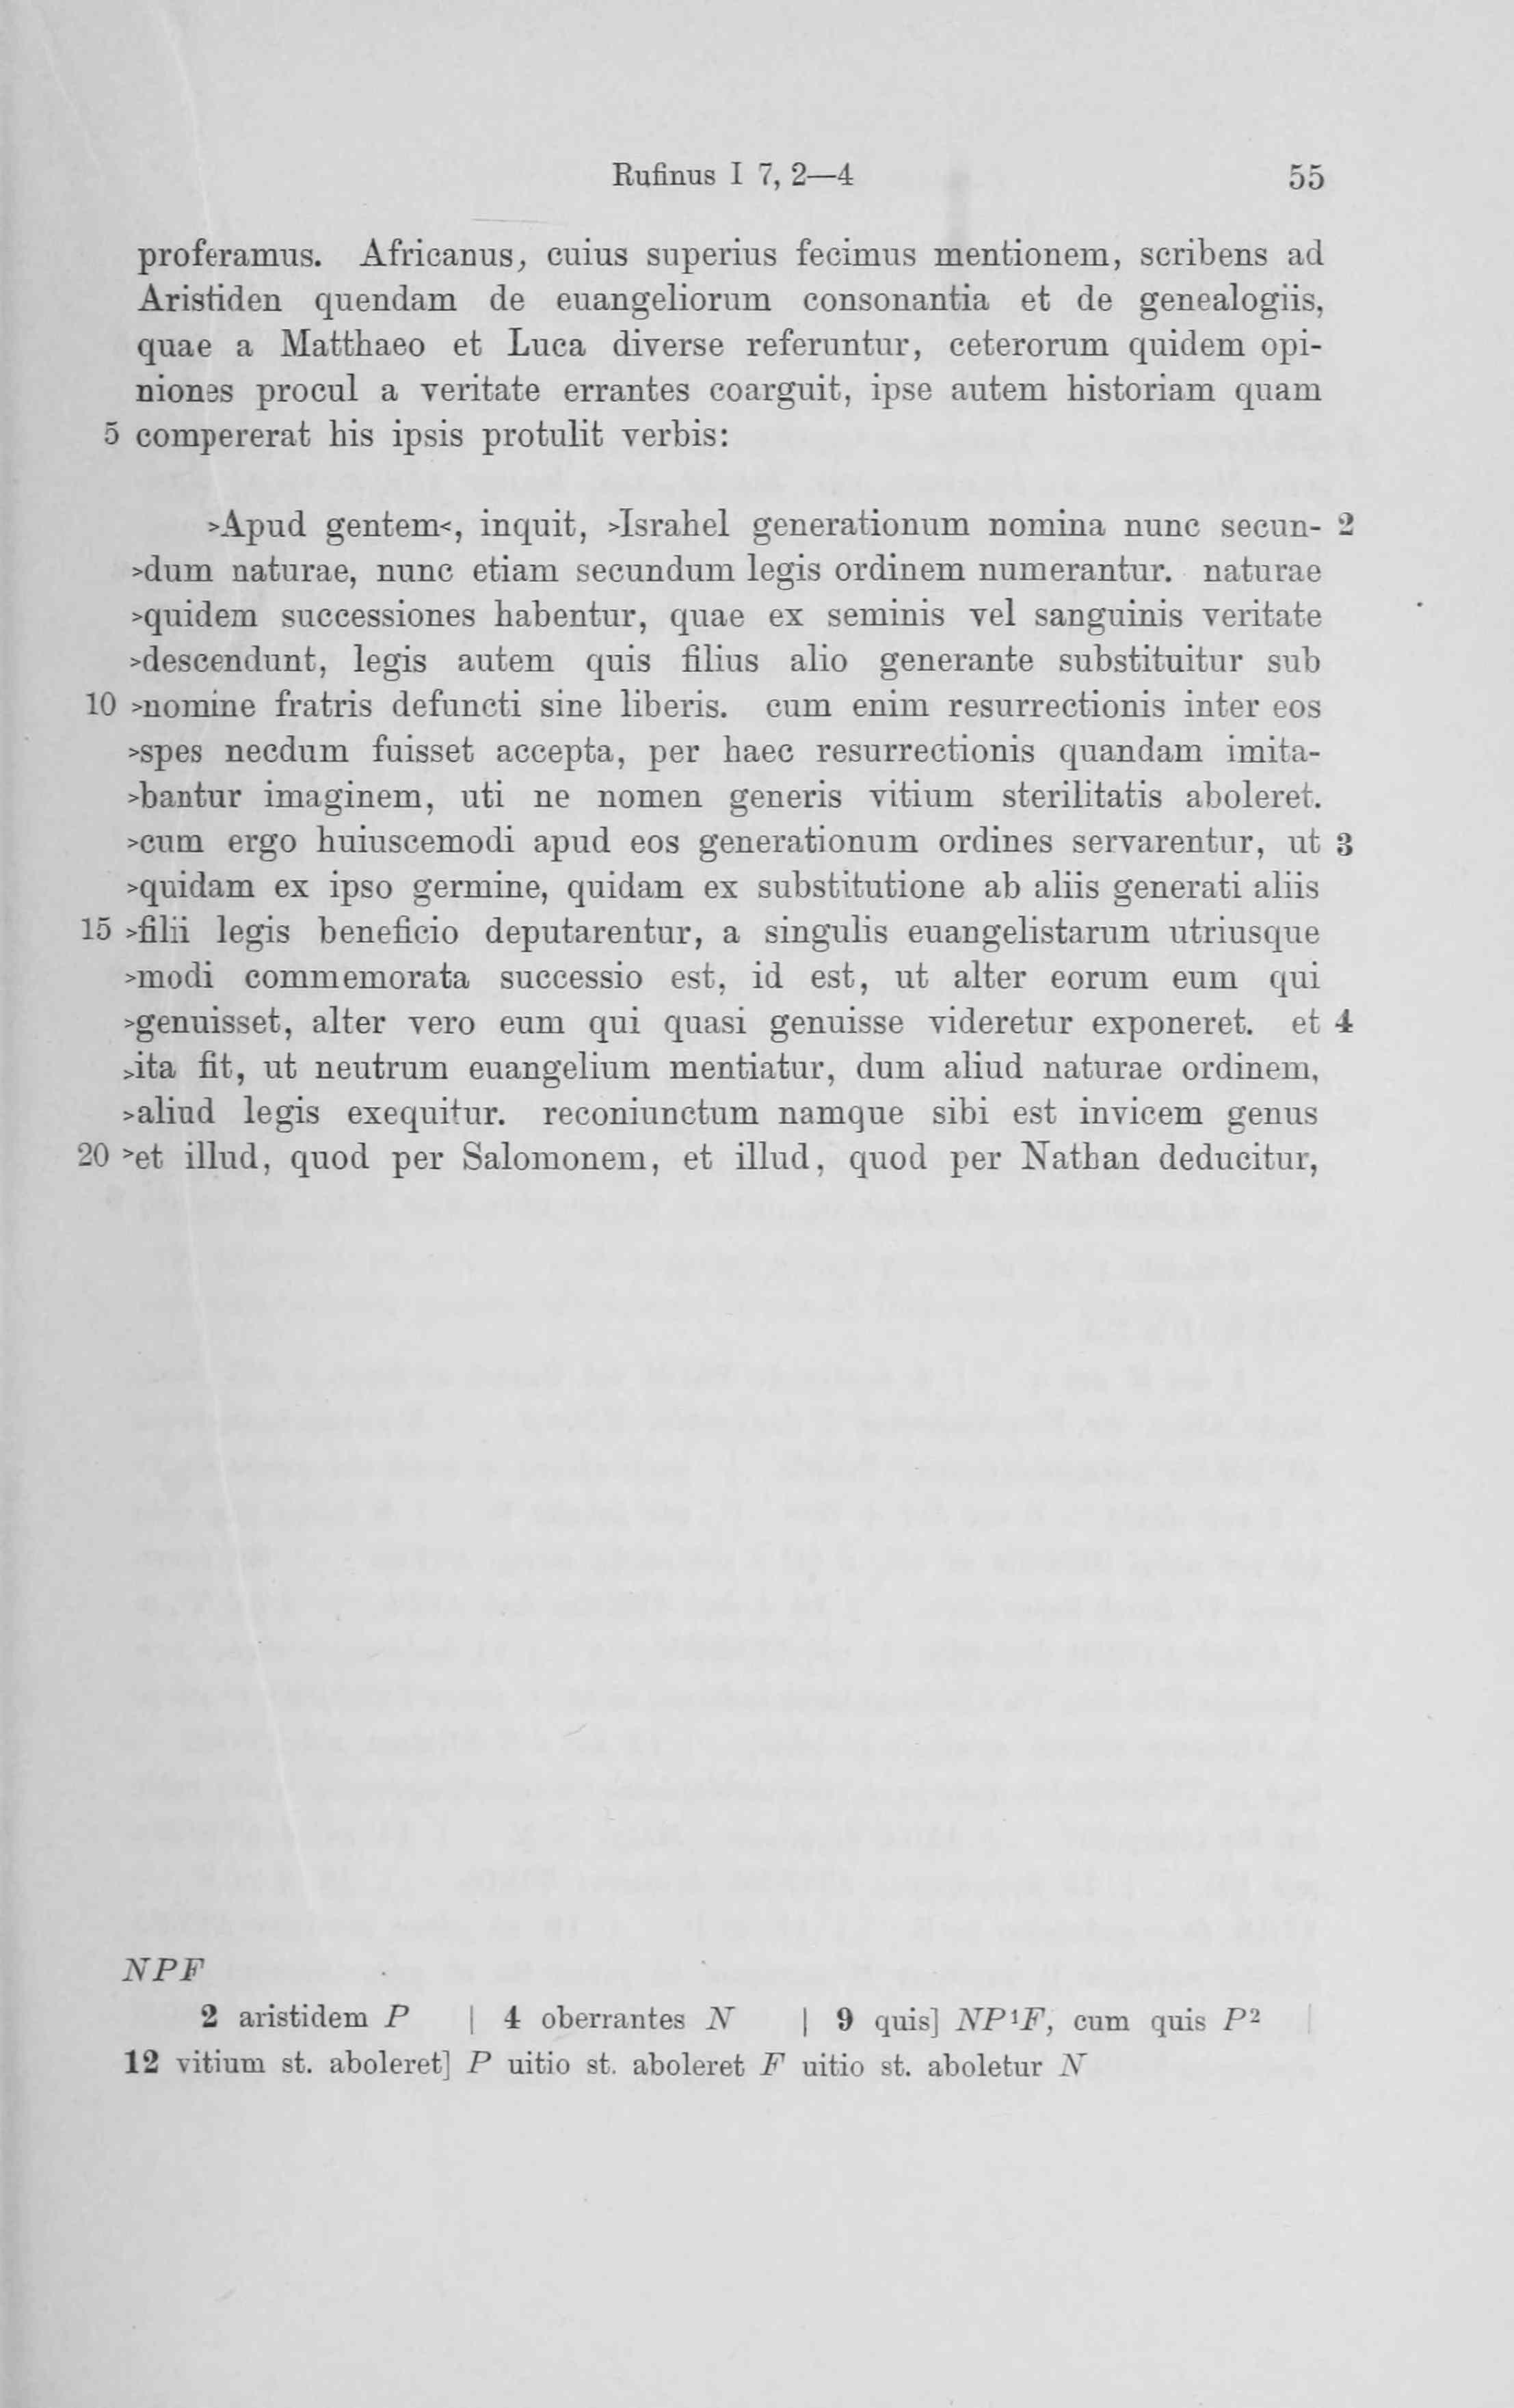 Rufinus I 7, 2—4 55
proferamus. Africanus, cuius superius fecimus mentionem, scribens ad
Aristiden quendam de euangeliorum consonantia et de genealogiis,
quae a Matthaeo et Luca diverse referuntur, ceterorum quidem opi-
niones procul a veritate errantes coarguit, ipse autem historiam quam
5 compererat his ipsis protulit verbis:
>Apud gentem<, inquit, >Israhel generationum nomina nunc secun- 2
>dum naturae, nunc etiam secundum legis ordinem numerantur. naturae
>quidem successiones habentur, quae ex seminis vel sanguinis veritate
>descendunt, legis autem quis filius alio generante substituitur sub
10 >nomine fratris defuncti sine liberis. cum enim resurrectionis inter eos
>spes necdum fuisset accepta, per haec resurrectionis quandam imita-
>bantur imaginem, uti ne nomen generis vitium sterilitatis aboleret.
>cum ergo huiuscemodi apud eos generationum ordines servarentur, ut 3
>quidam ex ipso germine, quidam ex substitutione ab aliis generati aliis
15 >filii legis beneficio deputarentur, a singulis euangelistarum utriusque
>modi commemorata successio est, id est, ut alter eorum eum qui
>genuisset, alter vero eum qui quasi genuisse videretur exponeret. et 4
>ita fit, ut neutrum euangelium mentiatur, dum aliud naturae ordinem,
>aliud legis exequitur. reconiunctum namque sibi est invicem genus
20 >et illud, quod per Salomonem, et illud, quod per Nathan deducitur,
NPF
2 aristidem P | 4 oberrantes N | 9 quis] NP¹F, cum quis P² |
12 vitium st. aboleret] P uitio st. aboleret F uitio st. aboletur N